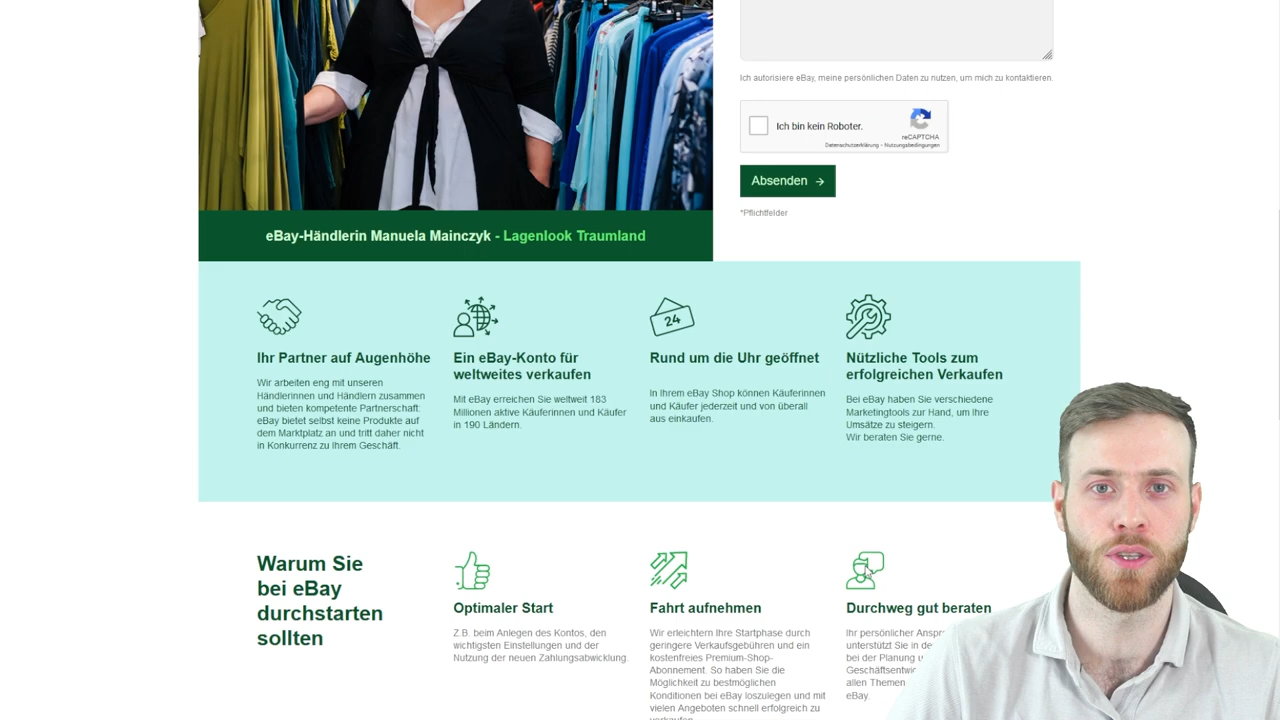 Ich autorisiere eBay, meine persönlichen Daten zu nutzen, um mich zu kontaktieren.
Ich bin kein Roboter.
reCAPTCHA
Datenschutzerklärung - Nutzungsbedingungen
Absenden →
*Pflichtfelder
eBay-Händlerin Manuela Mainczyk - Lagenlook Traumland
Ihr Partner auf Augenhöhe
Wir arbeiten eng mit unseren
Händlerinnen und Händlern zusammen
und bieten kompetente Partnerschaft:
eBay bietet selbst keine Produkte auf
dem Marktplatz an und tritt daher nicht
in Konkurrenz zu Ihrem Geschäft.
Ein eBay-Konto für
weltweites verkaufen
Mit eBay erreichen Sie weltweit 183
Millionen aktive Käuferinnen und Käufer
in 190 Ländern.
24
Rund um die Uhr geöffnet
In Ihrem eBay Shop können Käuferinnen
und Käufer jederzeit und von überall
aus einkaufen.
Nützliche Tools zum
erfolgreichen Verkaufen
Bei eBay haben Sie verschiedene
Marketingtools zur Hand, um Ihre
Umsätze zu steigern.
Wir beraten Sie gerne.
Warum Sie
bei eBay
durchstarten
sollten
Optimaler Start
Z.B. beim Anlegen des Kontos, den
wichtigsten Einstellungen und der
Nutzung der neuen Zahlungsabwicklung.
Fahrt aufnehmen
Wir erleichtern Ihre Startphase durch
geringere Verkaufsgebühren und ein
kostenfreies Premium-Shop-
Abonnement. So haben Sie die
Möglichkeit zu bestmöglichen
Konditionen bei eBay loszulegen und mit
vielen Angeboten schnell erfolgreich zu
verkaufen.
Durchweg gut beraten
Ihr persönlicher
unterstützt Sie in
bei der Planung
allen Themen
eBay.